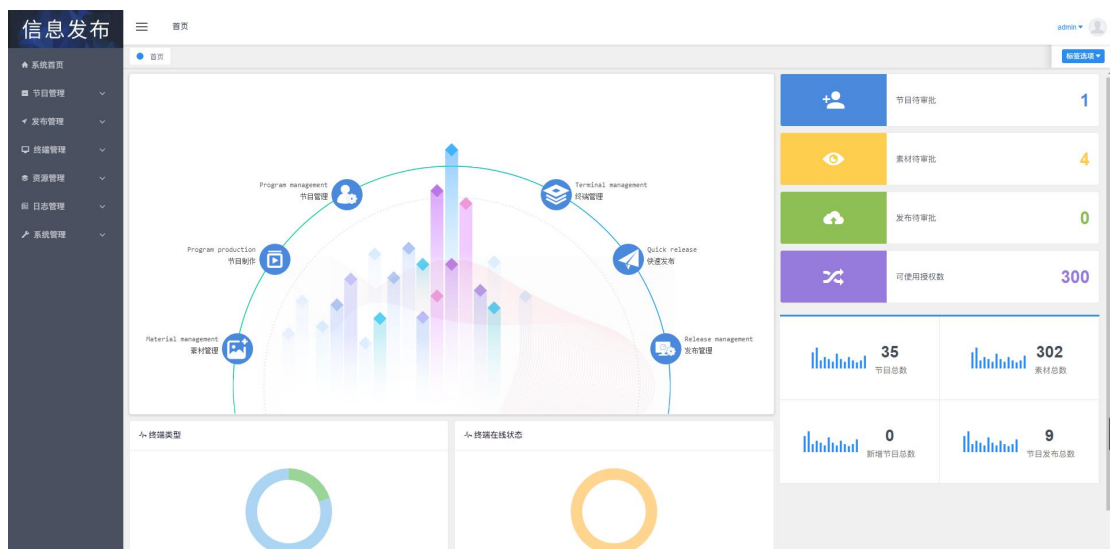 信息发布
首页
admin
系统首页
节目管理
发布管理
终端管理
资源管理
日志管理
系统管理
首页
标签选项
Program management
节目管理
Terminal management
终端管理
Program production
节目制作
Quick release
快速发布
Material management
素材管理
Release management
发布管理
节目待审批
1
素材待审批
4
发布待审批
0
可使用授权数
300
35
节目总数
302
素材总数
0
新增节目总数
9
节目发布总数
终端类型
终端在线状态